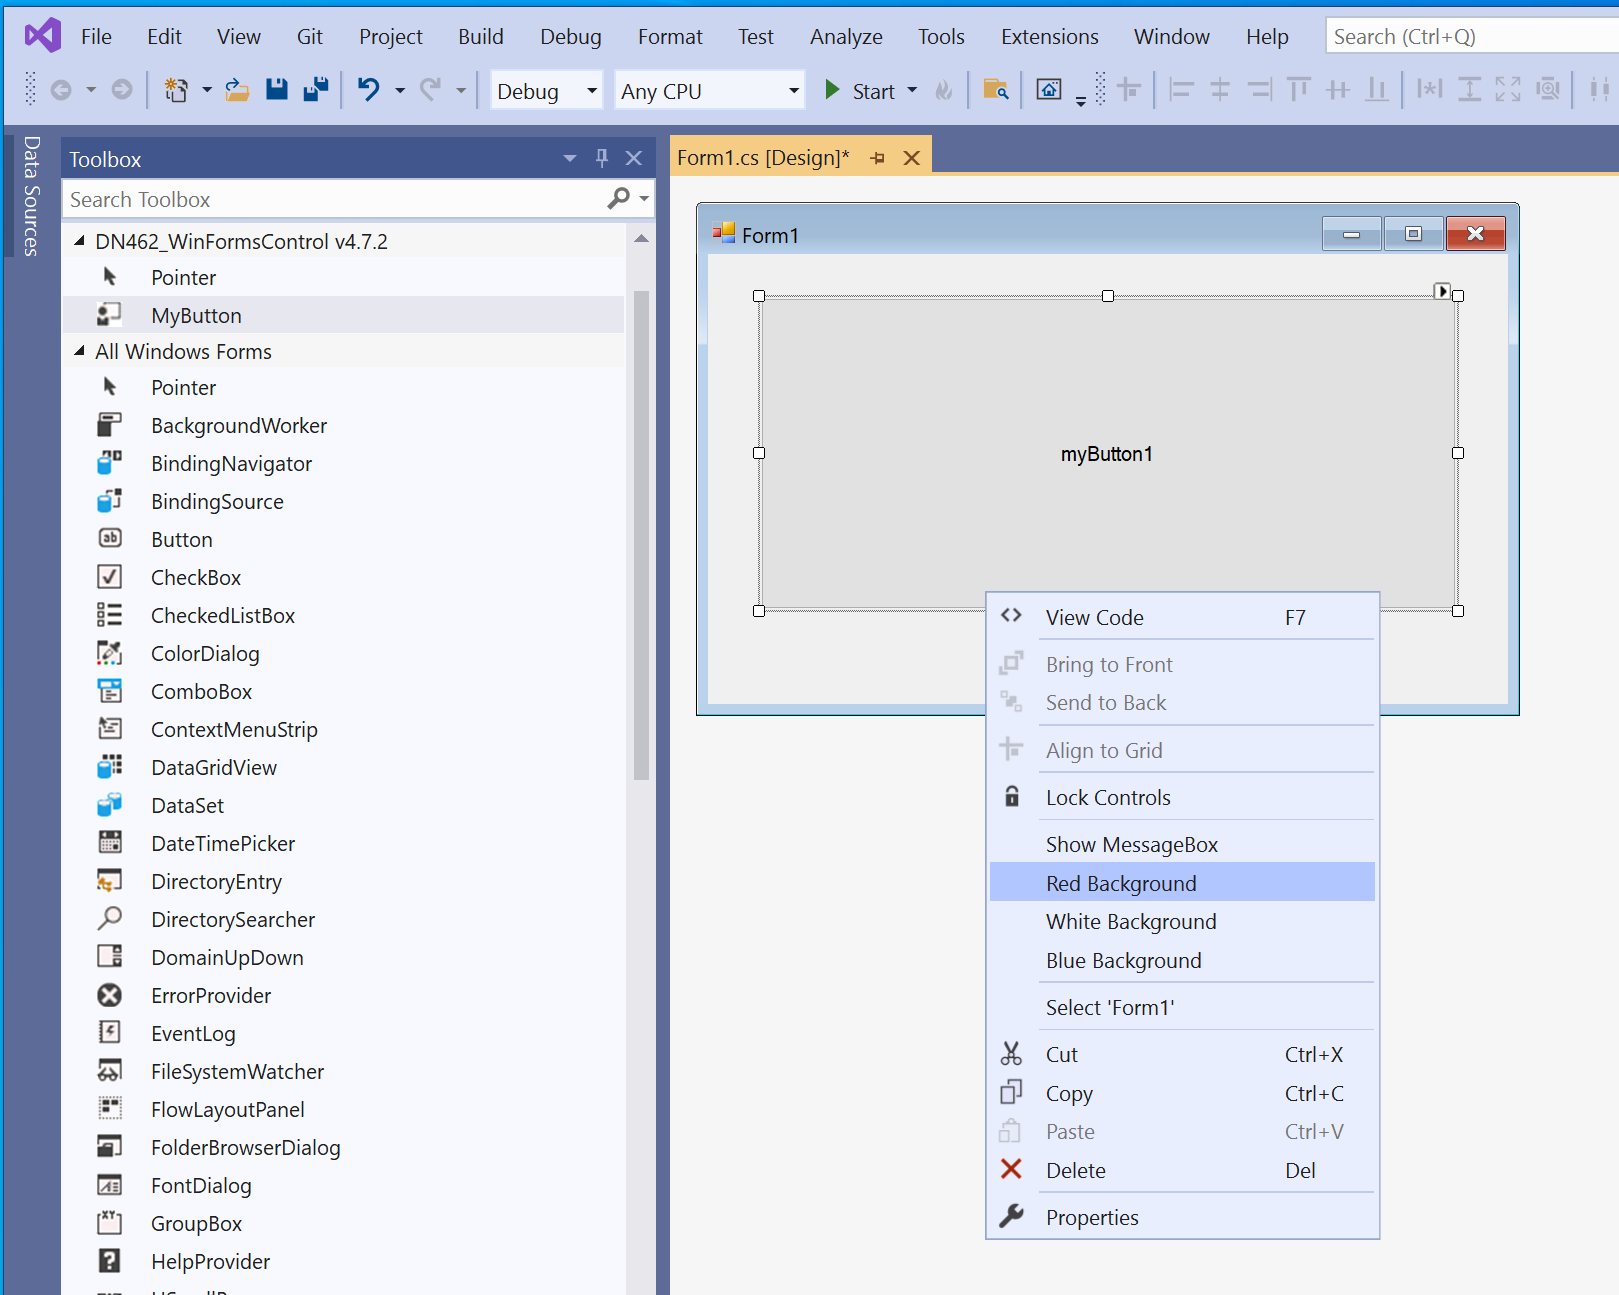 File Edit View Git Project Build Debug Format Test Analyze Tools Extensions Window Help Search (Ctrl+Q)
Debug Any CPU Start
Data Sources
Toolbox
Search Toolbox
DN462_WinFormsControl v4.7.2
Pointer
MyButton
All Windows Forms
Pointer
BackgroundWorker
BindingNavigator
BindingSource
Button
CheckBox
CheckedListBox
ColorDialog
ComboBox
ContextMenuStrip
DataGridView
DataSet
DateTimePicker
DirectoryEntry
DirectorySearcher
DomainUpDown
ErrorProvider
EventLog
FileSystemWatcher
FlowLayoutPanel
FolderBrowserDialog
FontDialog
GroupBox
HelpProvider
Form1.cs [Design]*
Form1
myButton1
View Code F7
Bring to Front
Send to Back
Align to Grid
Lock Controls
Show MessageBox
Red Background
White Background
Blue Background
Select 'Form1'
Cut Ctrl+X
Copy Ctrl+C
Paste Ctrl+V
Delete Del
Properties